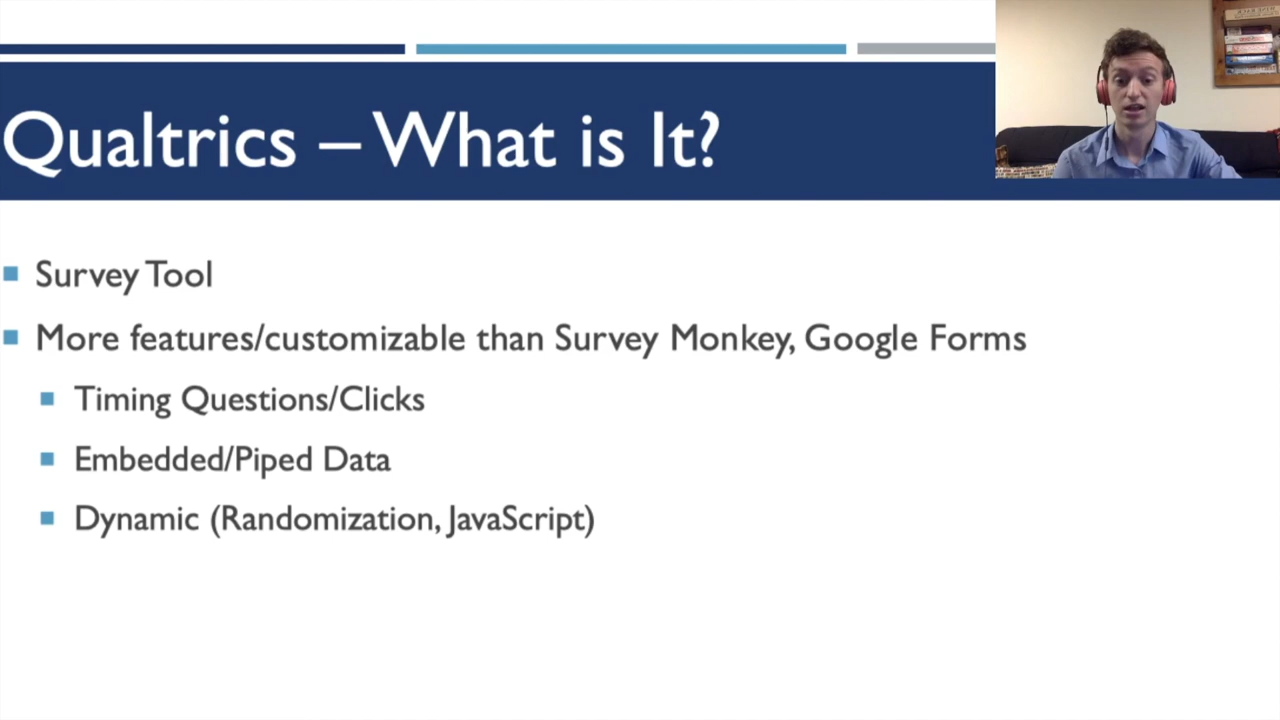 Qualtrics – What is It?
Survey Tool
More features/customizable than Survey Monkey, Google Forms
Timing Questions/Clicks
Embedded/Piped Data
Dynamic (Randomization, JavaScript)